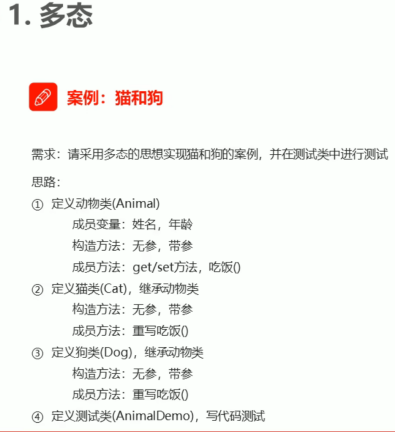 1. 多态
案例：猫和狗
需求：请采用多态的思想实现猫和狗的案例，并在测试类中进行测试
思路：
① 定义动物类(Animal)
成员变量：姓名，年龄
构造方法：无参，带参
成员方法：get/set方法，吃饭()
② 定义猫类(Cat)，继承动物类
构造方法：无参，带参
成员方法：重写吃饭()
③ 定义狗类(Dog)，继承动物类
构造方法：无参，带参
成员方法：重写吃饭()
④ 定义测试类(AnimalDemo)，写代码测试